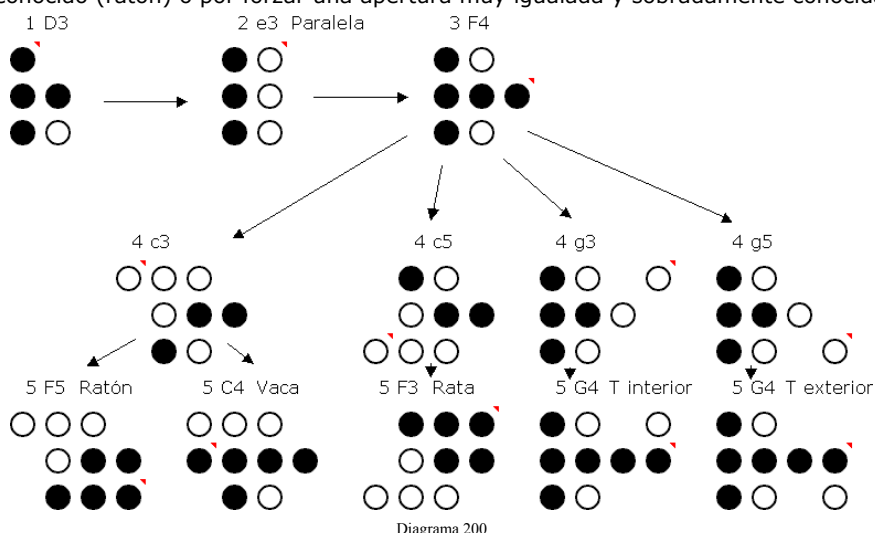 conocido (ratón) o por forzar una apertura muy igualada y sobradamente conocida
1 D3 2 e3 Paralela 3 F4
4 c3 4 c5 4 g3 4 g5
5 F5 Ratón 5 C4 Vaca 5 F3 Rata 5 G4 T interior 5 G4 T exterior
Diagrama 200